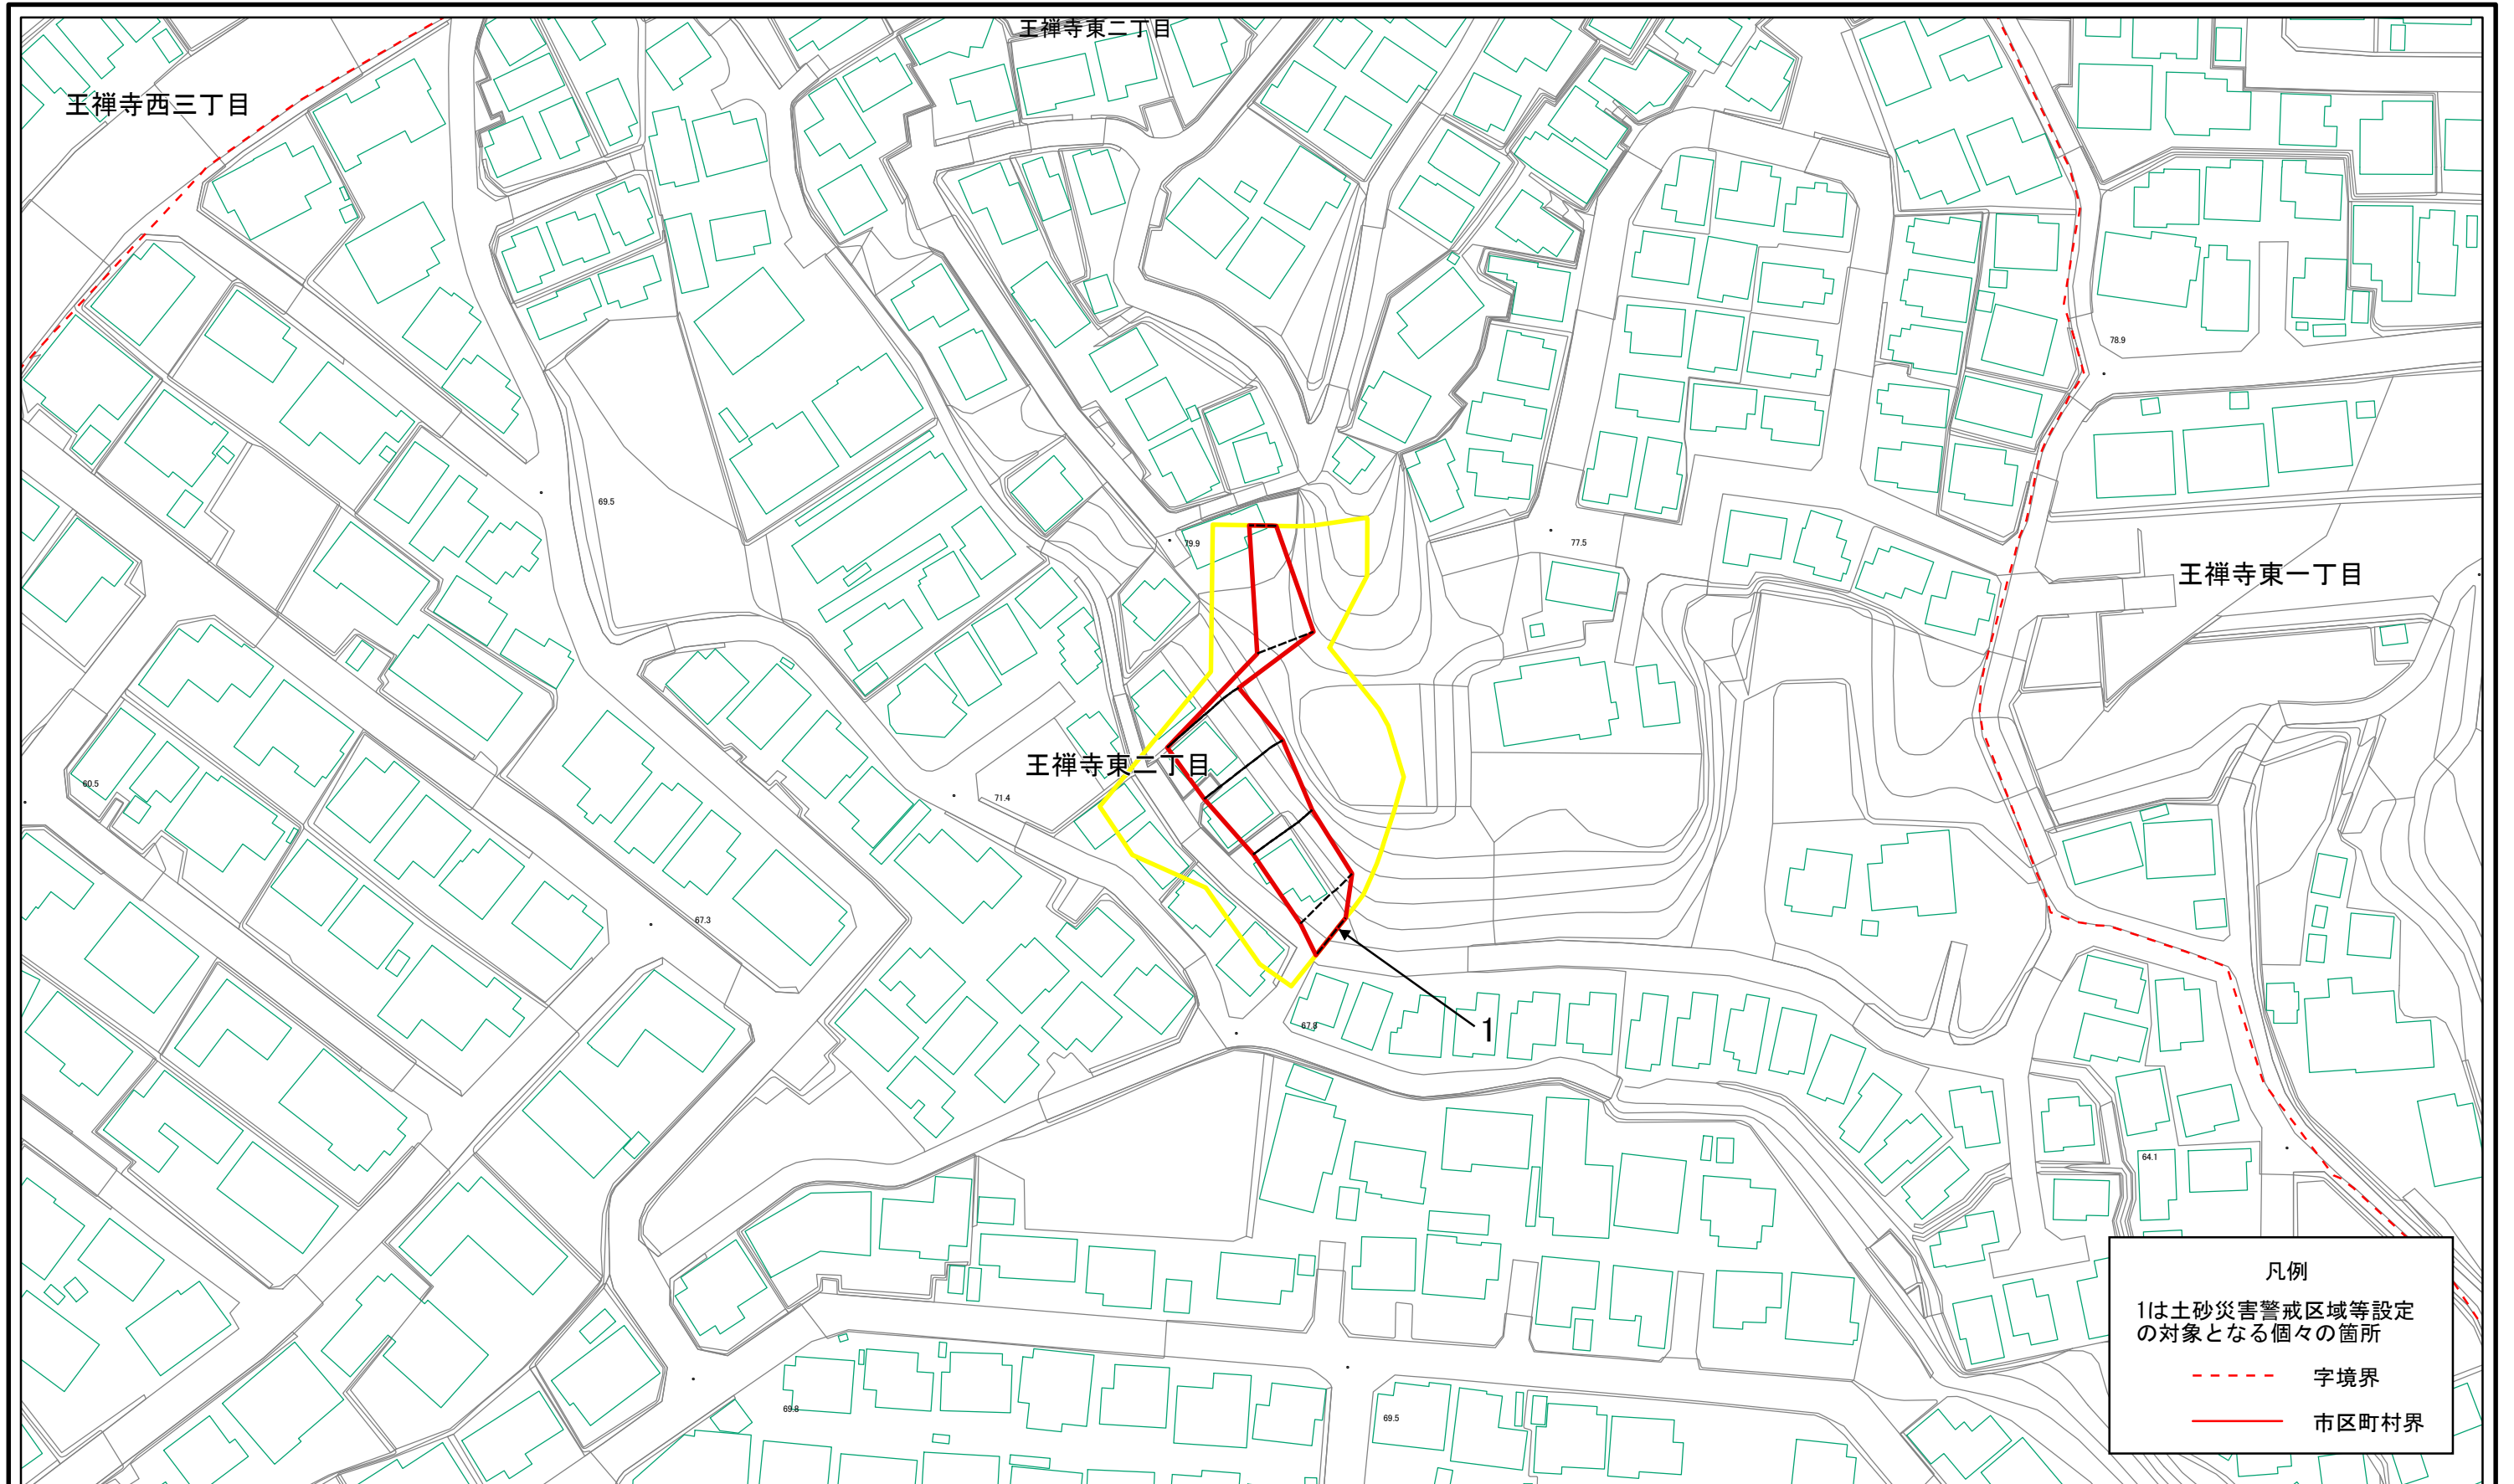 王禅寺東二丁目
王禅寺西三丁目
78.9
69.5
79.9
77.5
王禅寺東一丁目
王禅寺東二丁目
60.5
71.4
67.3
67.8
1
64.1
凡例
1は土砂災害警戒区域等設定
の対象となる個々の箇所
字境界
市区町村界
69.8
69.5